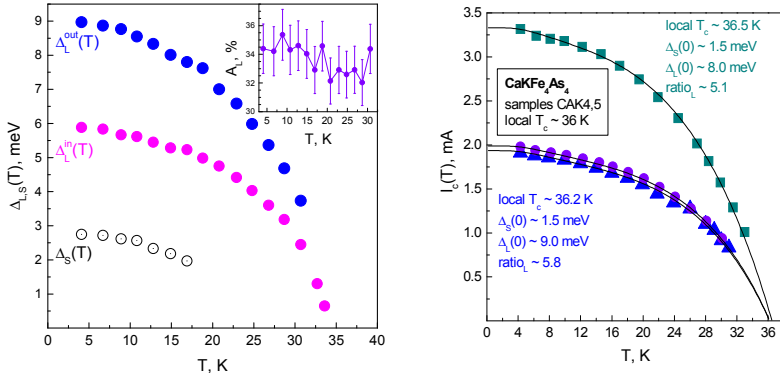 Δ_L^out(T)
Δ_L^in(T)
Δ_S(T)
Δ_L,S(T), meV
9
8
7
6
5
4
3
2
1
0 5 10 15 20 25 30 35 40
T, K
A_L, %
36
34
32
5 10 15 20 25 30
T, K
I_c(T), mA
3.5
3.0
2.5
2.0
1.5
1.0
0.5
0.0
0 4 8 12 16 20 24 28 32 36
T, K
local T_c ~ 36.5 K
Δ_S(0) ~ 1.5 meV
Δ_L(0) ~ 8.0 meV
ratio_L ~ 5.1
CaKFe_4As_4
samples CAK4,5
local T_c ~ 36 K
local T_c ~ 36.2 K
Δ_S(0) ~ 1.5 meV
Δ_L(0) ~ 9.0 meV
ratio_L ~ 5.8